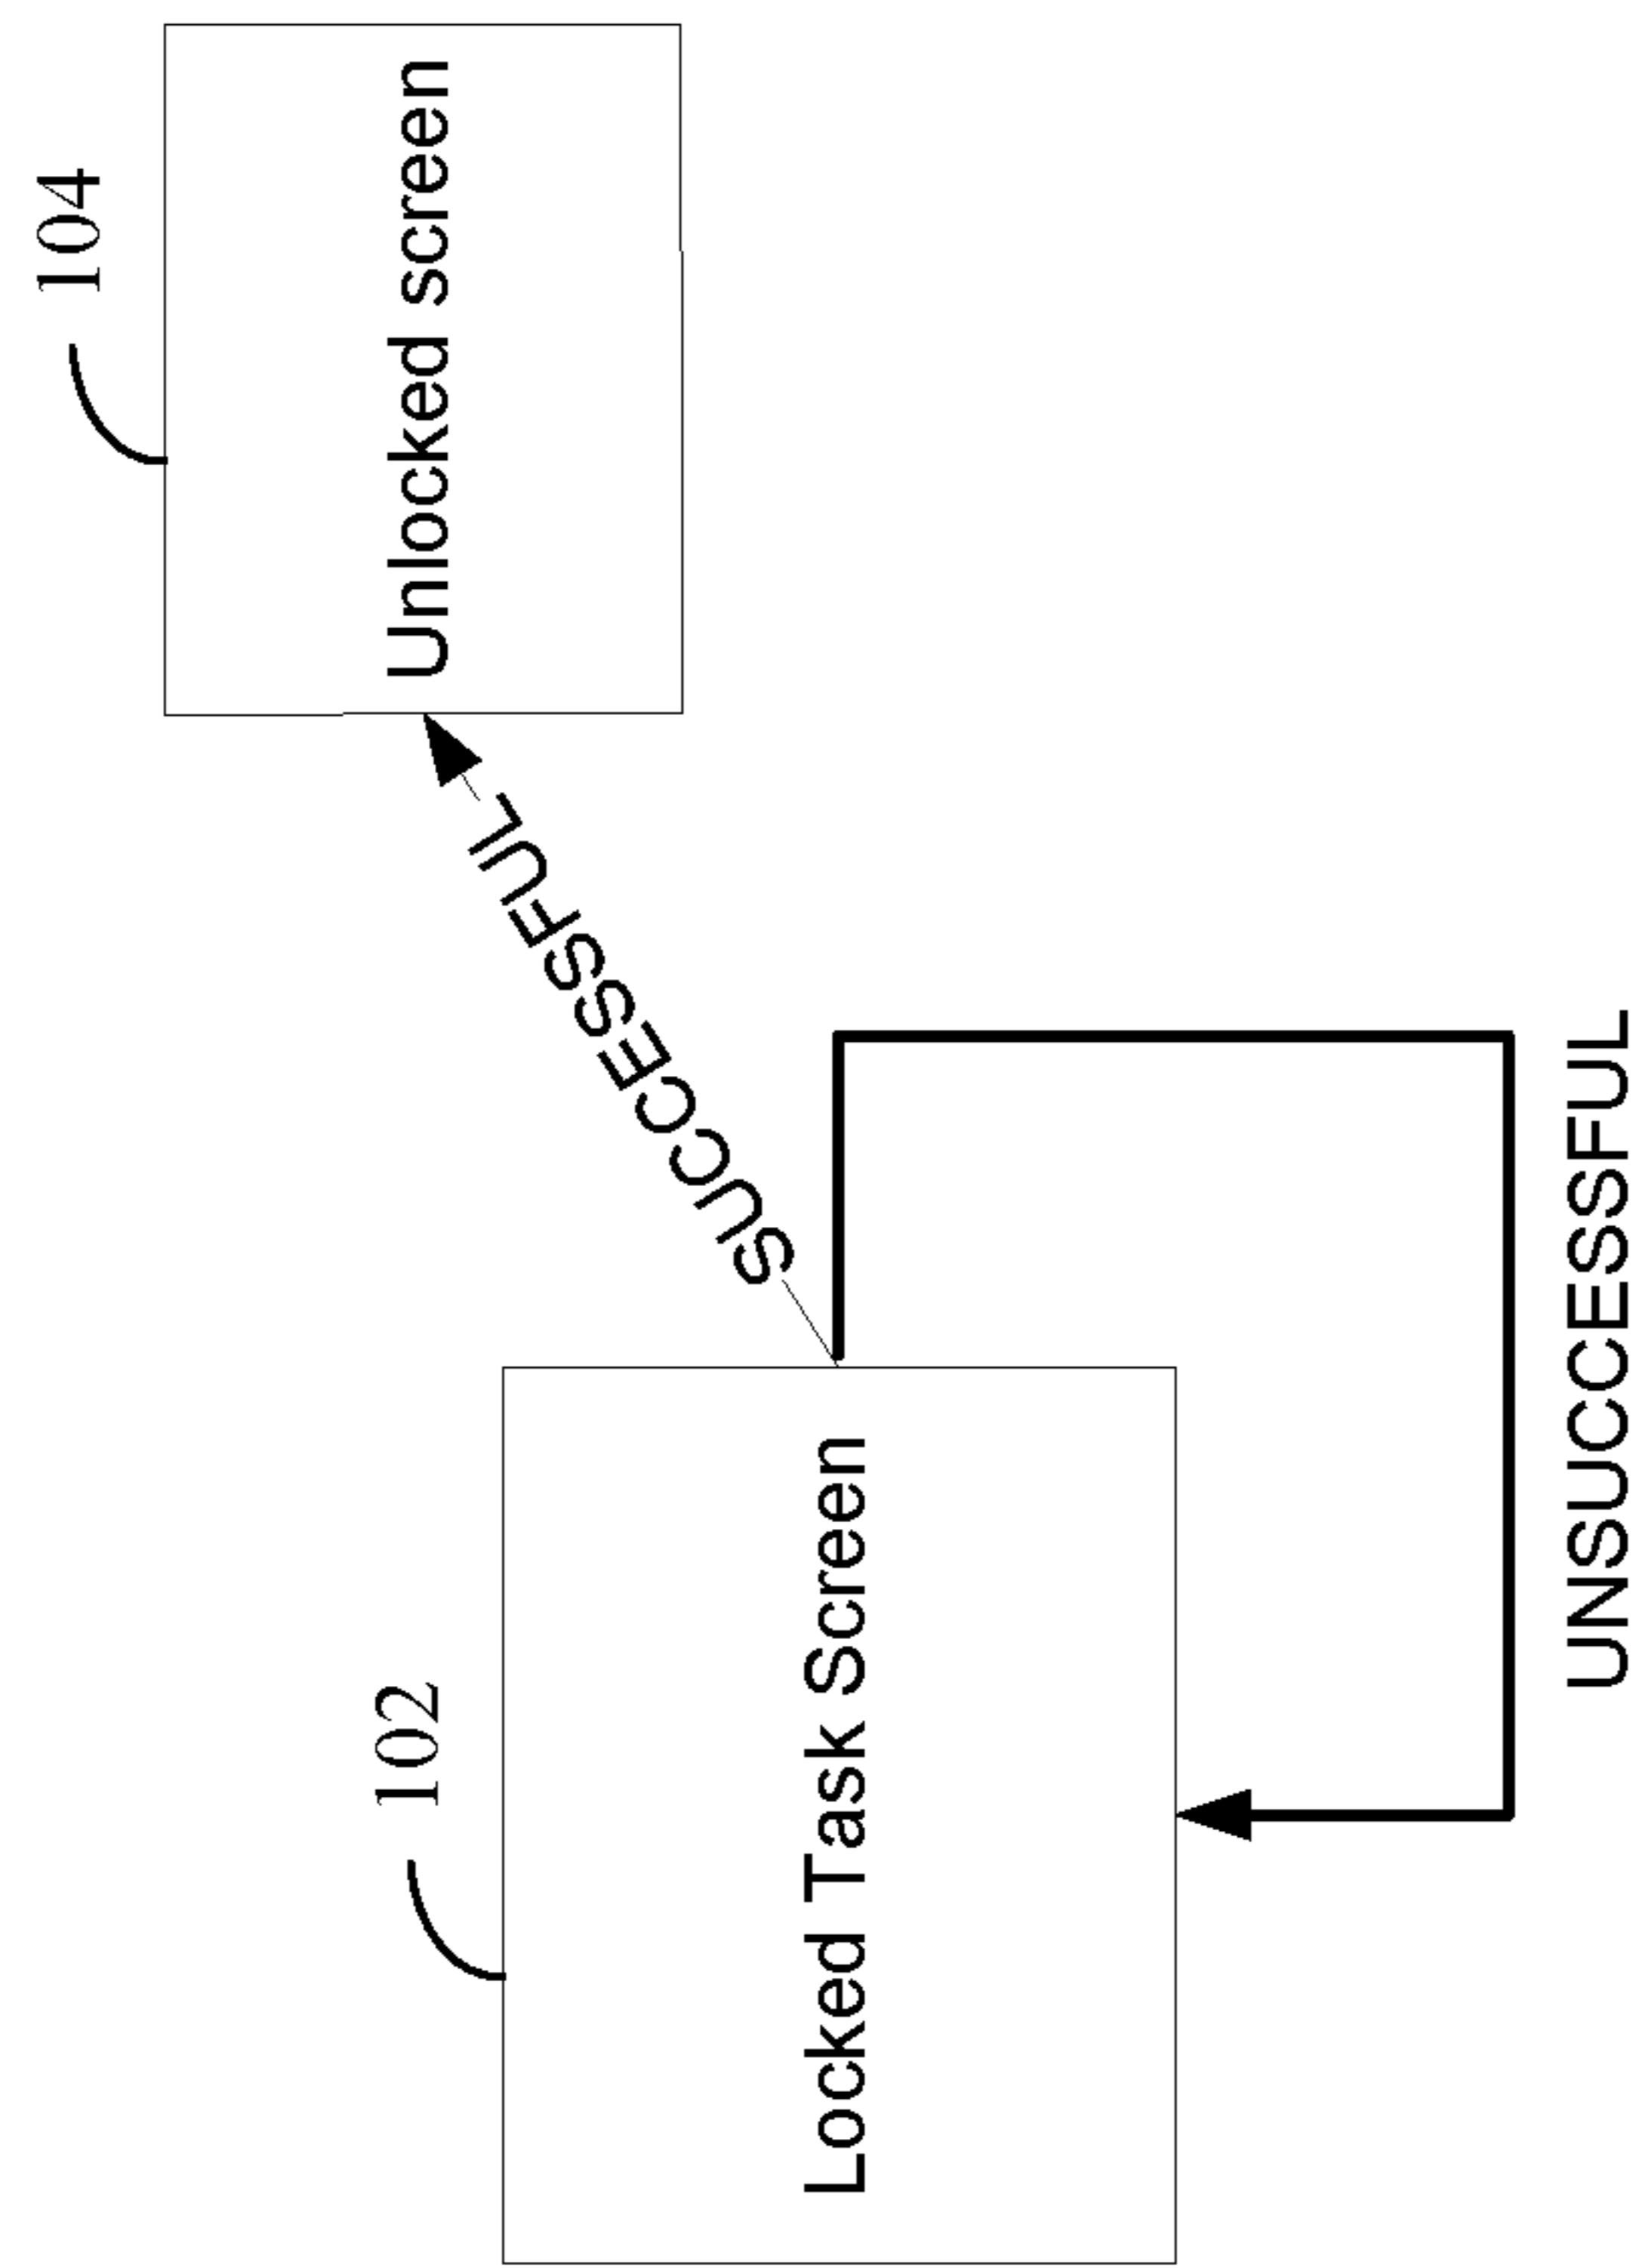 104
Unlocked screen
SUCCESSFUL
102
Locked Task Screen
UNSUCCESSFUL